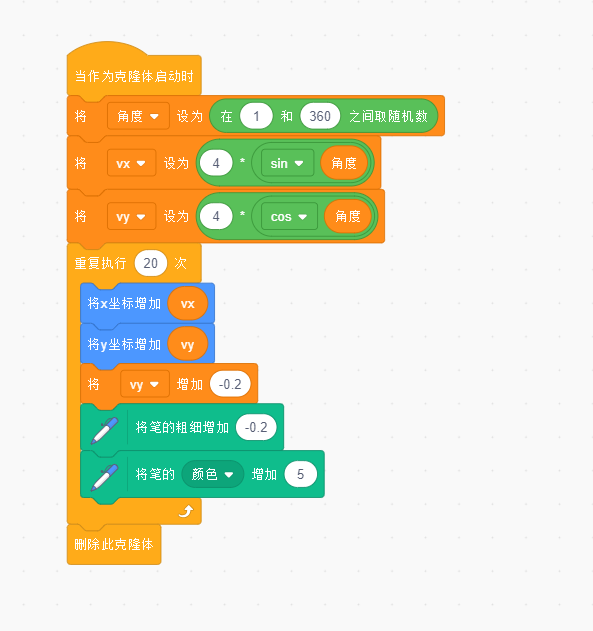 当作为克隆体启动时
将 角度 设为 在 1 和 360 之间取随机数
将 vx 设为 4 * sin 角度
将 vy 设为 4 * cos 角度
重复执行 20 次
将x坐标增加 vx
将y坐标增加 vy
将 vy 增加 -0.2
将笔的粗细增加 -0.2
将笔的 颜色 增加 5
删除此克隆体